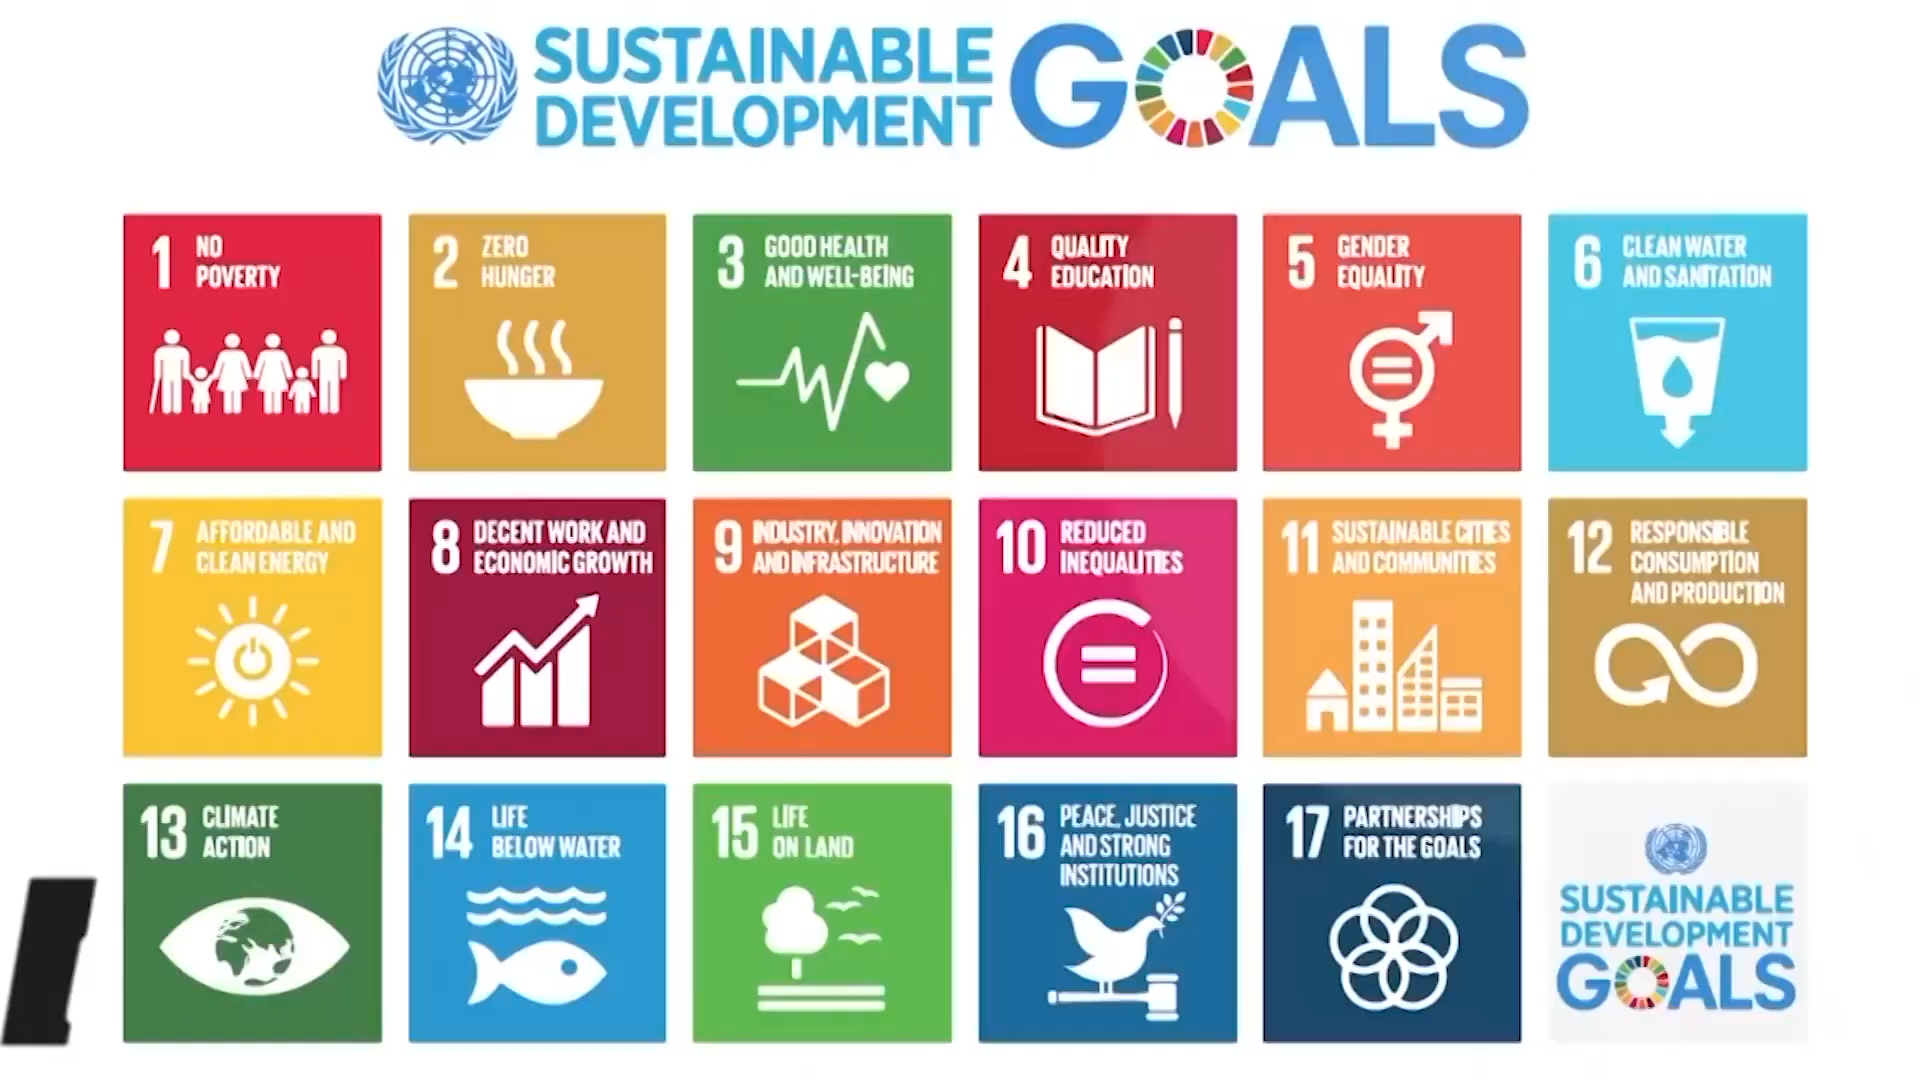 SUSTAINABLE
DEVELOPMENT
GOALS
1 NO
POVERTY
2 ZERO
HUNGER
3 GOOD HEALTH
AND WELL-BEING
4 QUALITY
EDUCATION
5 GENDER
EQUALITY
6 CLEAN WATER
AND SANITATION
7 AFFORDABLE AND
CLEAN ENERGY
8 DECENT WORK AND
ECONOMIC GROWTH
9 INDUSTRY, INNOVATION
AND INFRASTRUCTURE
10 REDUCED
INEQUALITIES
11 SUSTAINABLE CITIES
AND COMMUNITIES
12 RESPONSIBLE
CONSUMPTION
AND PRODUCTION
13 CLIMATE
ACTION
14 LIFE
BELOW WATER
15 LIFE
ON LAND
16 PEACE, JUSTICE
AND STRONG
INSTITUTIONS
17 PARTNERSHIPS
FOR THE GOALS
SUSTAINABLE
DEVELOPMENT
GOALS